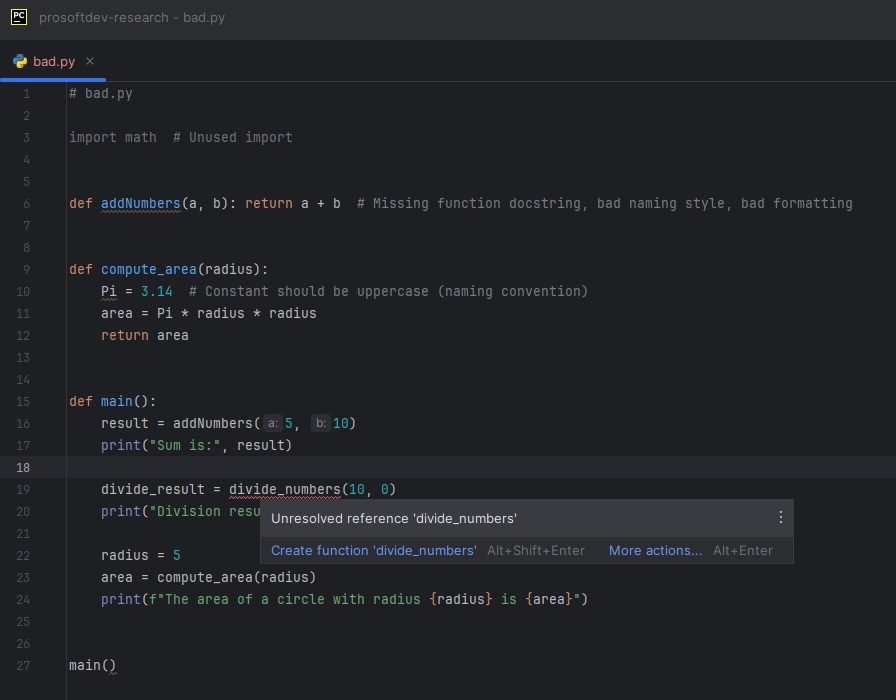 PC prosoftdev-research - bad.py
bad.py ×
1 # bad.py
2
3 import math  # Unused import
4
5
6 def addNumbers(a, b): return a + b  # Missing function docstring, bad naming style, bad formatting
7
8
9 def compute_area(radius):
10     Pi = 3.14  # Constant should be uppercase (naming convention)
11     area = Pi * radius * radius
12     return area
13
14
15 def main():
16     result = addNumbers( a: 5,  b: 10)
17     print("Sum is:", result)
18
19     divide_result = divide_numbers(10, 0)
20     print("Division resu
Unresolved reference 'divide_numbers'
21
Create function 'divide_numbers' Alt+Shift+Enter More actions... Alt+Enter
22     radius = 5
23     area = compute_area(radius)
24     print(f"The area of a circle with radius {radius} is {area}")
25
26
27 main()